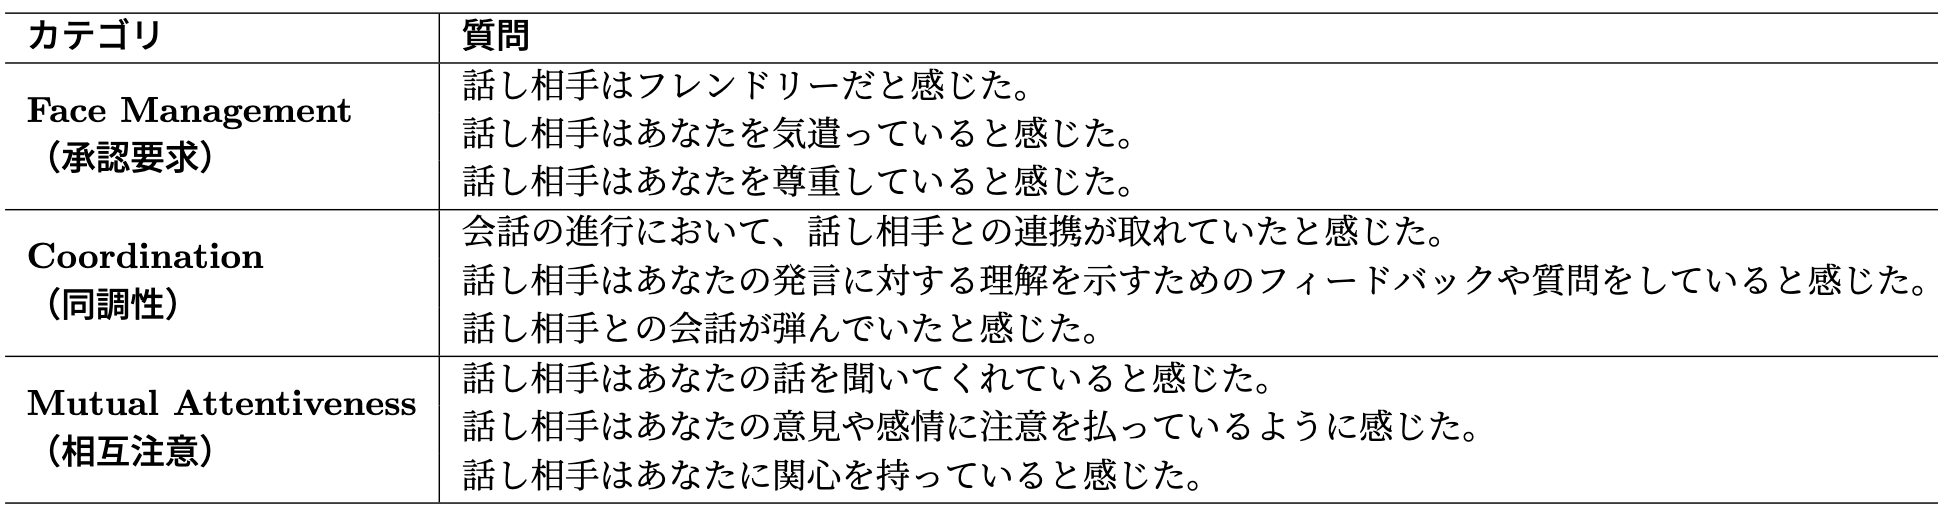 カテゴリ 質問
Face Management
（承認要求）
話し相手はフレンドリーだと感じた。
話し相手はあなたを気遣っていると感じた。
話し相手はあなたを尊重していると感じた。
Coordination
（同調性）
会話の進行において、話し相手との連携が取れていたと感じた。
話し相手はあなたの発言に対する理解を示すためのフィードバックや質問をしていると感じた。
話し相手との会話が弾んでいたと感じた。
Mutual Attentiveness
（相互注意）
話し相手はあなたの話を聞いてくれていると感じた。
話し相手はあなたの意見や感情に注意を払っているように感じた。
話し相手はあなたに関心を持っていると感じた。